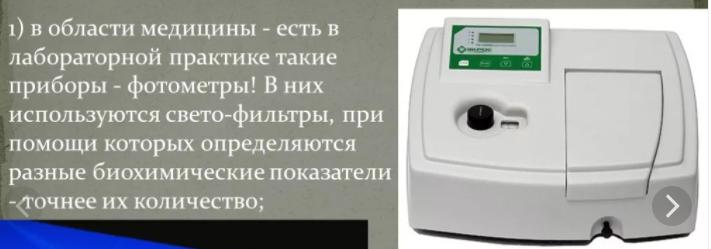 1) в области медицины - есть в
лабораторной практике такие
приборы - фотометры! В них
используются свето-фильтры, при
помощи которых определяются
разные биохимические показатели
- точнее их количество;